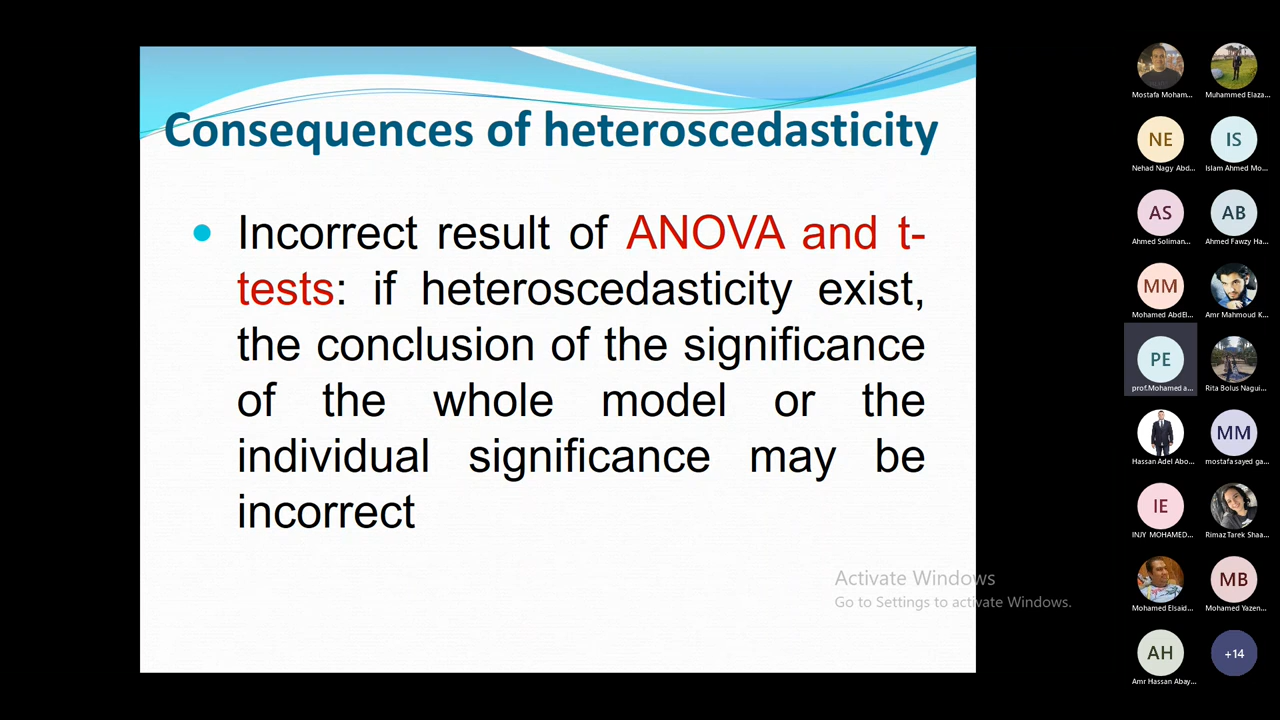 Consequences of heteroscedasticity
Incorrect result of ANOVA and t-
tests: if heteroscedasticity exist,
the conclusion of the significance
of the whole model or the
individual significance may be
incorrect
Activate Windows
Go to Settings to activate Windows.
Mostafa Moham...
Muhammed Elaza...
NE
IS
Nehad Nagy Abd...
Islam Ahmed Mo...
AS
AB
Ahmed Soliman...
Ahmed Fawzy Ha...
MM
Mohamed AbdEl...
Amr Mahmoud K...
PE
prof.Mohamed a...
Rita Bolus Nagui...
MM
Hassan Adel Abo...
mostafa sayed ga...
IE
INJY MOHAMED...
Rimaz Tarek Shaa...
MB
Mohamed Elsaid...
Mohamed Yazen...
AH
+14
Amr Hassan Abay...